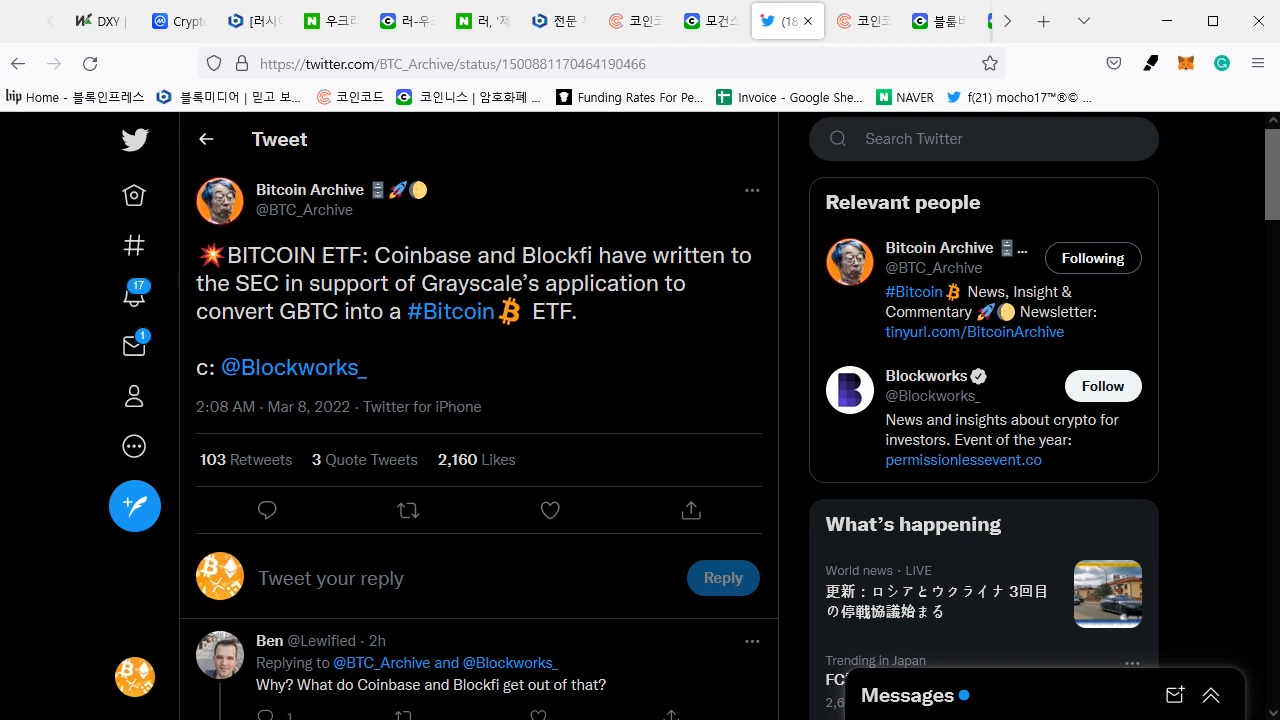 DXY |
Crypt
[러시
우크리
러-우
러, '제
전문
코인코
모건스
(18
코인코
블룸버
https://twitter.com/BTC_Archive/status/1500881170464190466
Home - 블록인프레스
블록미디어 | 믿고 보...
코인코드
코인니스 | 암호화폐 ...
Funding Rates For Pe...
Invoice - Google She...
NAVER
f(21) mocho17™®© ...
Tweet
Search Twitter
Bitcoin Archive
@BTC_Archive
BITCOIN ETF: Coinbase and Blockfi have written to
the SEC in support of Grayscale’s application to
convert GBTC into a #Bitcoin ETF.
c: @Blockworks_
2:08 AM · Mar 8, 2022 · Twitter for iPhone
103 Retweets 3 Quote Tweets 2,160 Likes
Tweet your reply
Reply
Ben @Lewified · 2h
Replying to @BTC_Archive and @Blockworks_
Why? What do Coinbase and Blockfi get out of that?
1
17
1
Relevant people
Bitcoin Archive ...
@BTC_Archive
Following
#Bitcoin News, Insight &
Commentary Newsletter:
tinyurl.com/BitcoinArchive
Blockworks
@Blockworks_
Follow
News and insights about crypto for
investors. Event of the year:
permissionlessevent.co
What’s happening
World news · LIVE
更新：ロシアとウクライナ 3回目
の停戦協議始まる
Trending in Japan
FC
2,6
Messages